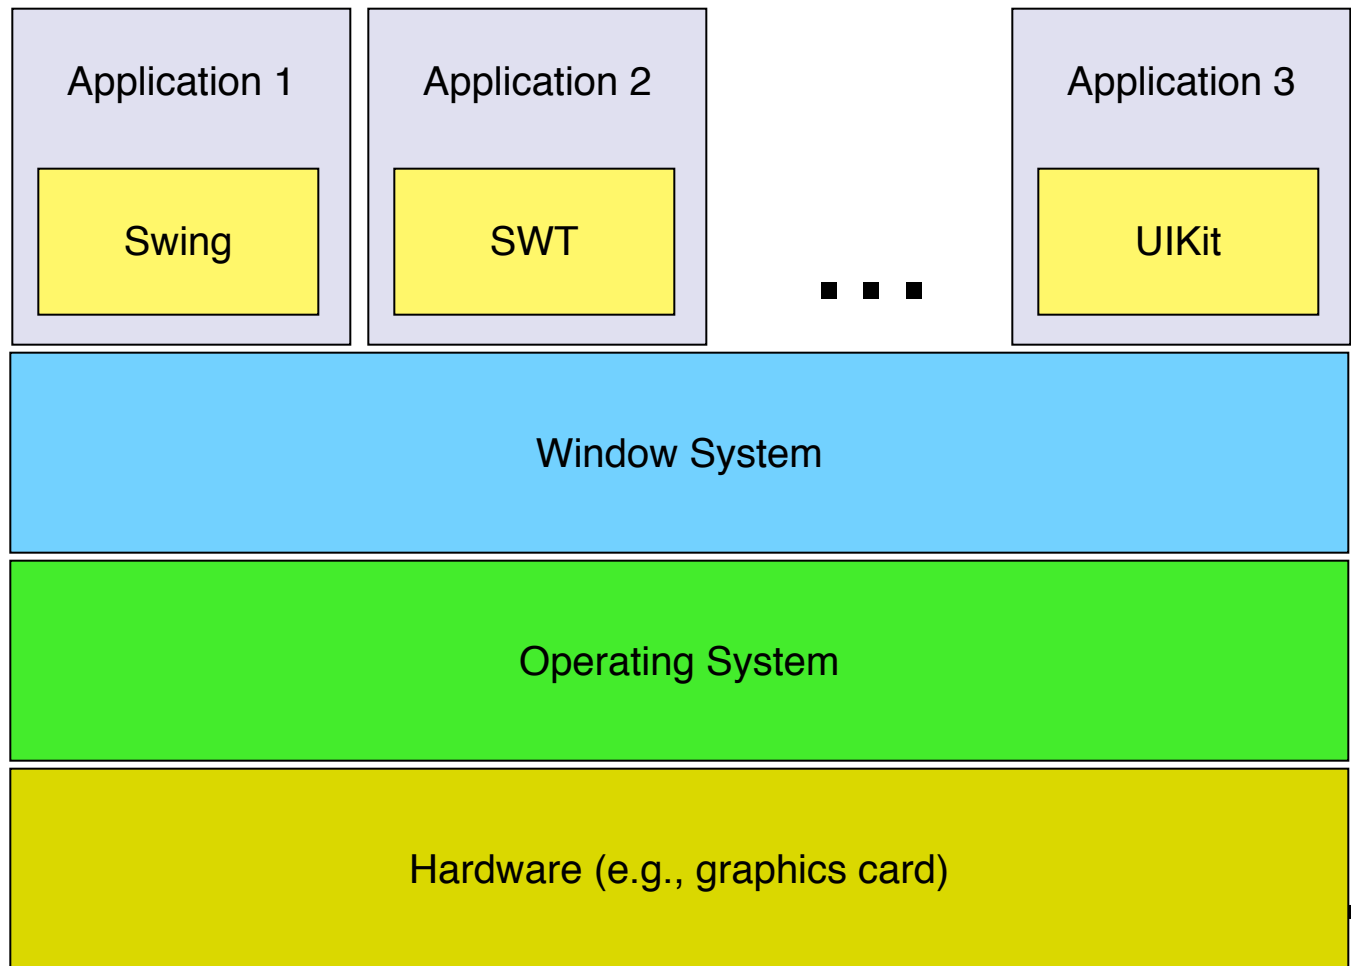 Application 1
Application 2
Application 3
Swing
SWT
UIKit
Window System
Operating System
Hardware (e.g., graphics card)